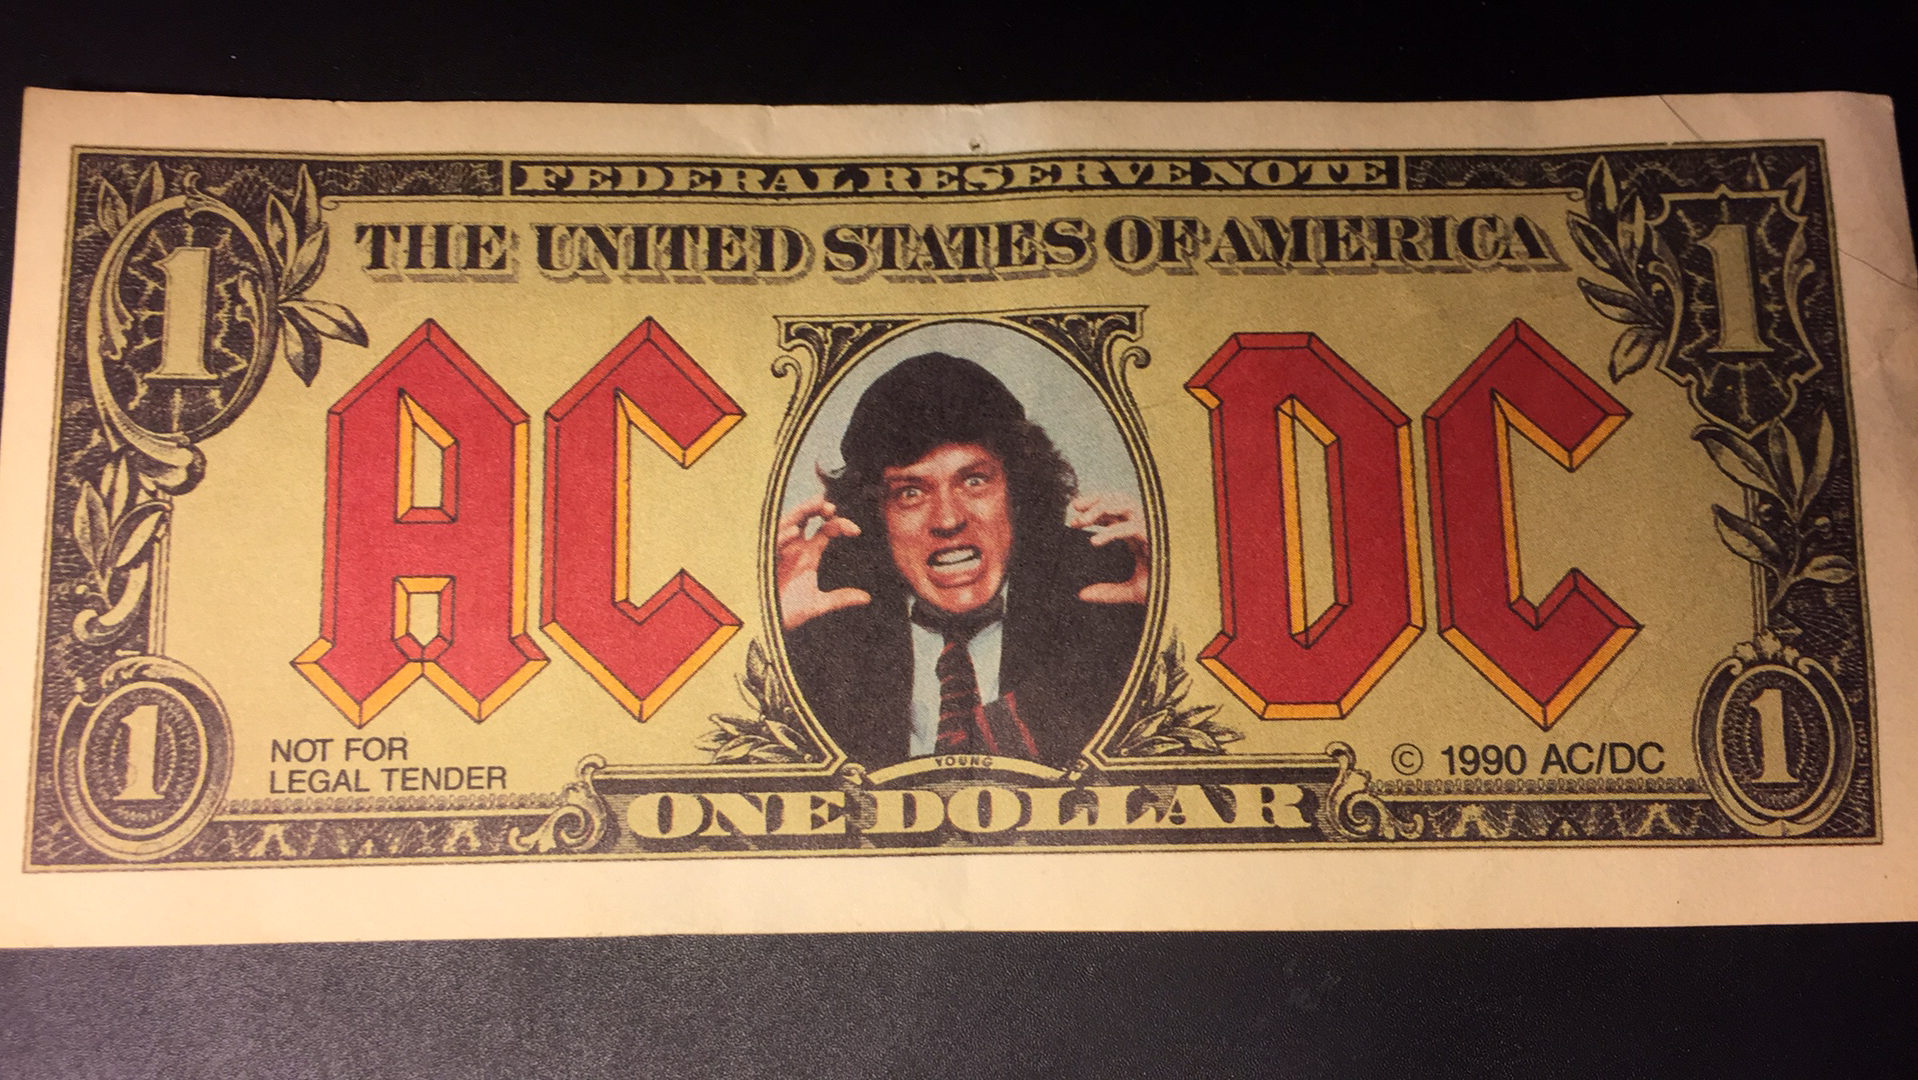 FEDERAL RESERVE NOTE
THE UNITED STATES OF AMERICA
1
1
AC
DC
NOT FOR
LEGAL TENDER
YOUNG
© 1990 AC/DC
1
ONE DOLLAR
1